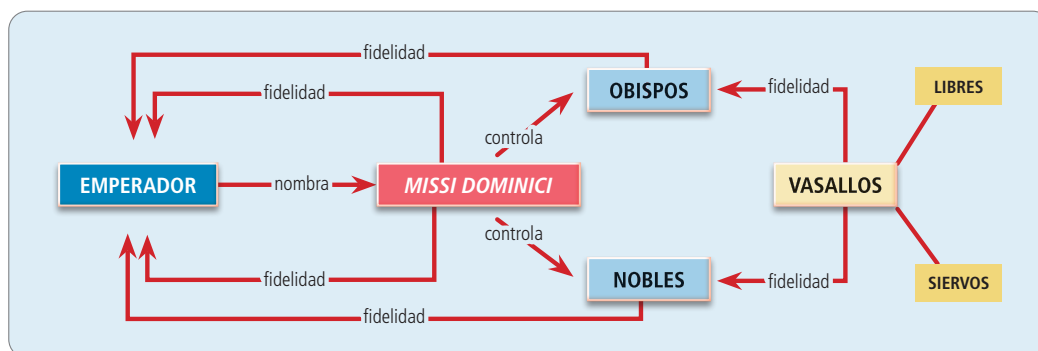 fidelidad
fidelidad
OBISPOS
fidelidad
LIBRES
controla
EMPERADOR
nombra
MISSI DOMINICI
VASALLOS
controla
fidelidad
NOBLES
fidelidad
SIERVOS
fidelidad